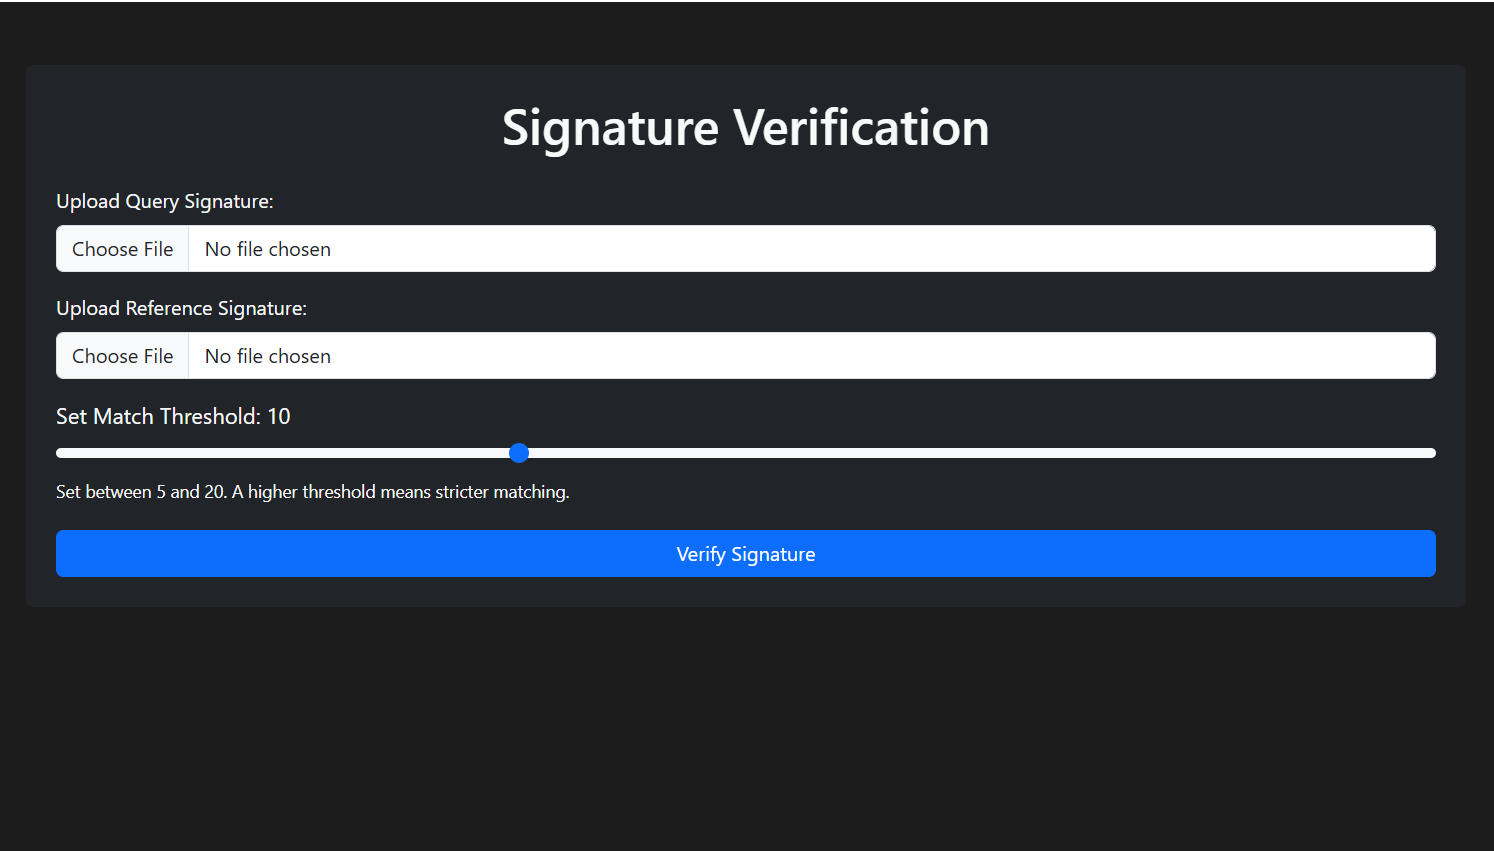 Signature Verification
Upload Query Signature:
Choose File No file chosen
Upload Reference Signature:
Choose File No file chosen
Set Match Threshold: 10
Set between 5 and 20. A higher threshold means stricter matching.
Verify Signature